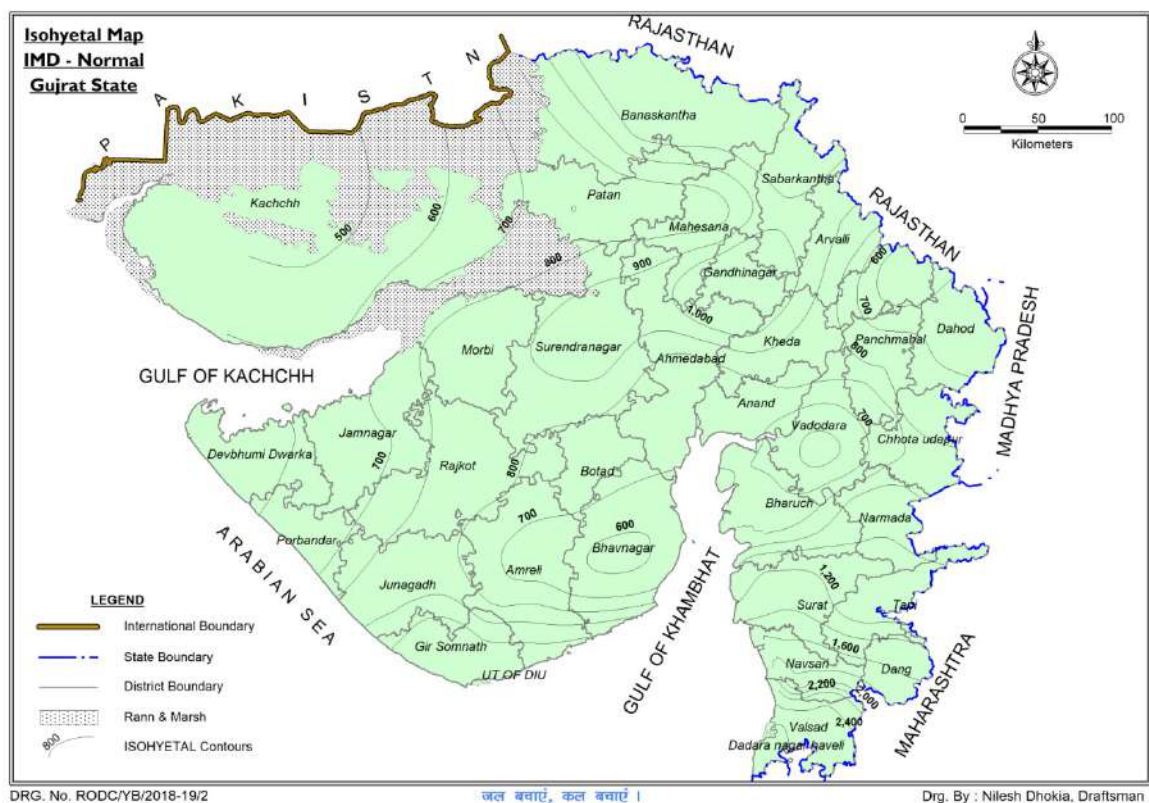 Isohyetal Map
IMD - Normal
Gujrat State
RAJASTHAN
P A K I S T N
0 50 100
Kilometers
Banaskantha
Sabarkantha
RAJASTHAN
Kachchh
500
600
700
Patan
Mahesana
Arvalli
600
800
900
Gandhinagar
700
1,000
Dahod
MADHYA PRADESH
Morbi
Surendranagar
Ahmedabad
Kheda
Panchmahal
800
GULF OF KACHCHH
Anand
Vadodara
700
Chhota udepur
Devbhumi Dwarka
Jamnagar
700
Rajkot
800
Botad
Bharuch
Narmada
ARABIAN SEA
Porbandar
700
600
Bhavnagar
Junagadh
Amreli
GULF OF KHAMBHAT
1,200
Surat
Tapi
Gir Somnath
UT OF DIU
1,600
Navsari
Dang
2,200
2,000
MAHARASHTRA
Valsad
2,400
Dadara nagar haveli
LEGEND
International Boundary
State Boundary
District Boundary
Rann & Marsh
800 ISOHYETAL Contours
DRG. No. RODC/YB/2018-19/2
जल बचाएं, कल बचाएं ।
Drg. By : Nilesh Dhokia, Draftsman